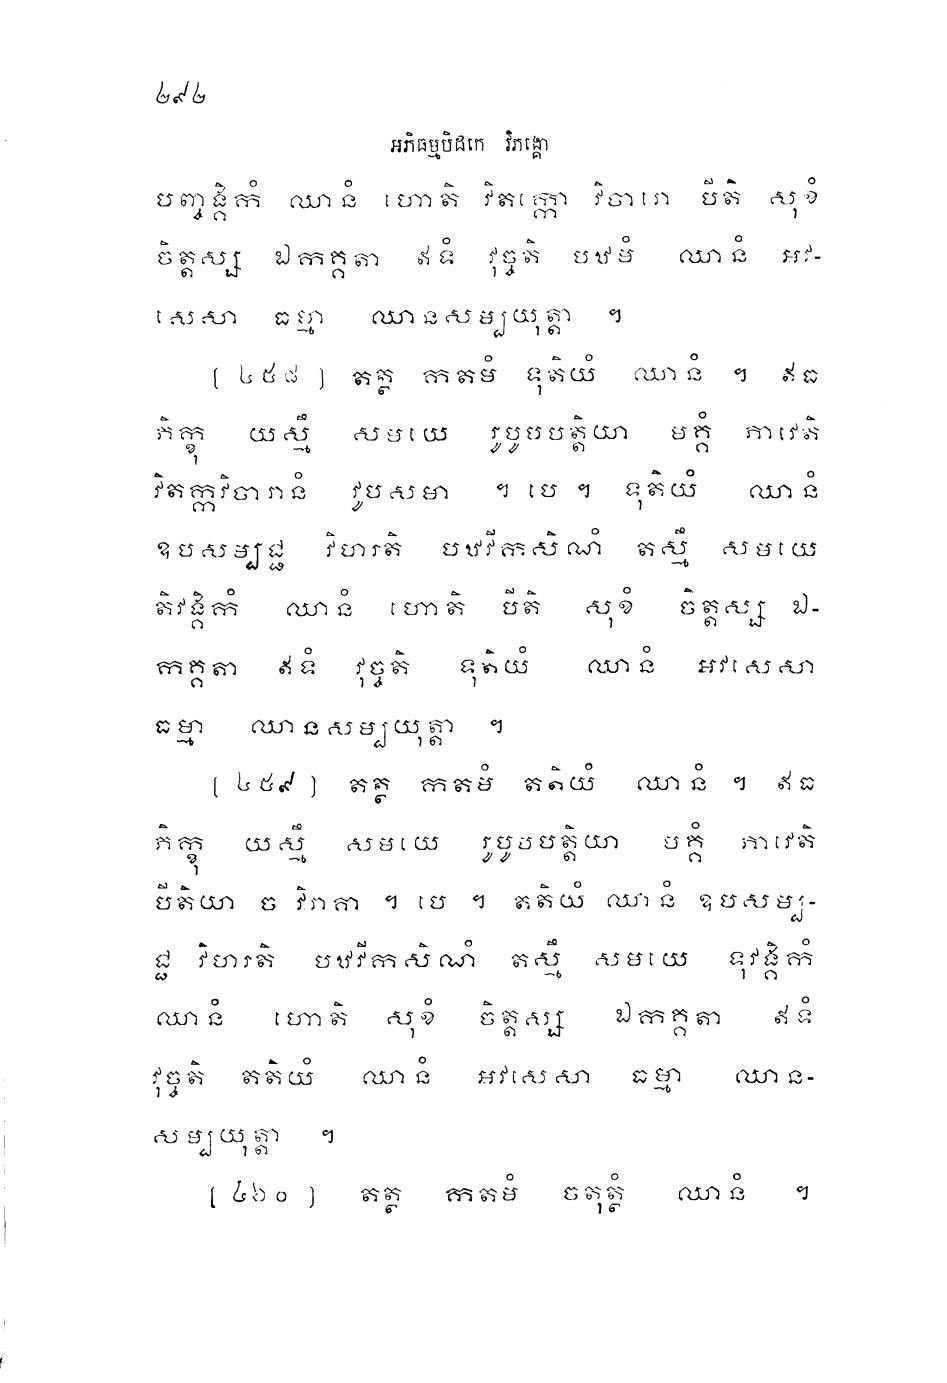 ២៩២
អភិធម្មបិដកេ វិភង្គោ
បញ្ចង្គិកំ ឈានំ ហោតិ វិតក្កោ វិចារោ បីតិ សុខំ
ចិត្តស្ស ឯកគ្គតា ឥទំ វុច្ចតិ បឋមំ ឈានំ អវ-
សេសា ធម្មា ឈានសម្បយុត្តា ។
[ ៤៥៨ ] តត្ថ កតមំ ទុតិយំ ឈានំ ។ ឥធ
ភិក្ខុ យស្មឹ សមយេ រូបូបបត្តិយា មគ្គំ ភាវេតិ
វិតក្កវិចារានំ វូបសមា ។ បេ ។ ទុតិយំ ឈានំ
ឧបសម្បជ្ជ វិហរតិ បឋវីកសិណំ តស្មឹ សមយេ
តិវង្គិកំ ឈានំ ហោតិ បីតិ សុខំ ចិត្តស្ស ឯ-
កគ្គតា ឥទំ វុច្ចតិ ទុតិយំ ឈានំ អវសេសា
ធម្មា ឈានសម្បយុត្តា ។
[ ៤៥៩ ] តត្ថ កតមំ តតិយំ ឈានំ ។ ឥធ
ភិក្ខុ យស្មឹ សមយេ រូបូបបត្តិយា មគ្គំ ភាវេតិ
បីតិយា ច វិរាគា ។ បេ ។ តតិយំ ឈានំ ឧបសម្ប-
ជ្ជ វិហរតិ បឋវីកសិណំ តស្មឹ សមយេ ទុវង្គិកំ
ឈានំ ហោតិ សុខំ ចិត្តស្ស ឯកគ្គតា ឥទំ
វុច្ចតិ តតិយំ ឈានំ អវសេសា ធម្មា ឈាន-
សម្បយុត្តា ។
[ ៤៦០ ] តត្ថ កតមំ ចតុត្ថំ ឈានំ ។